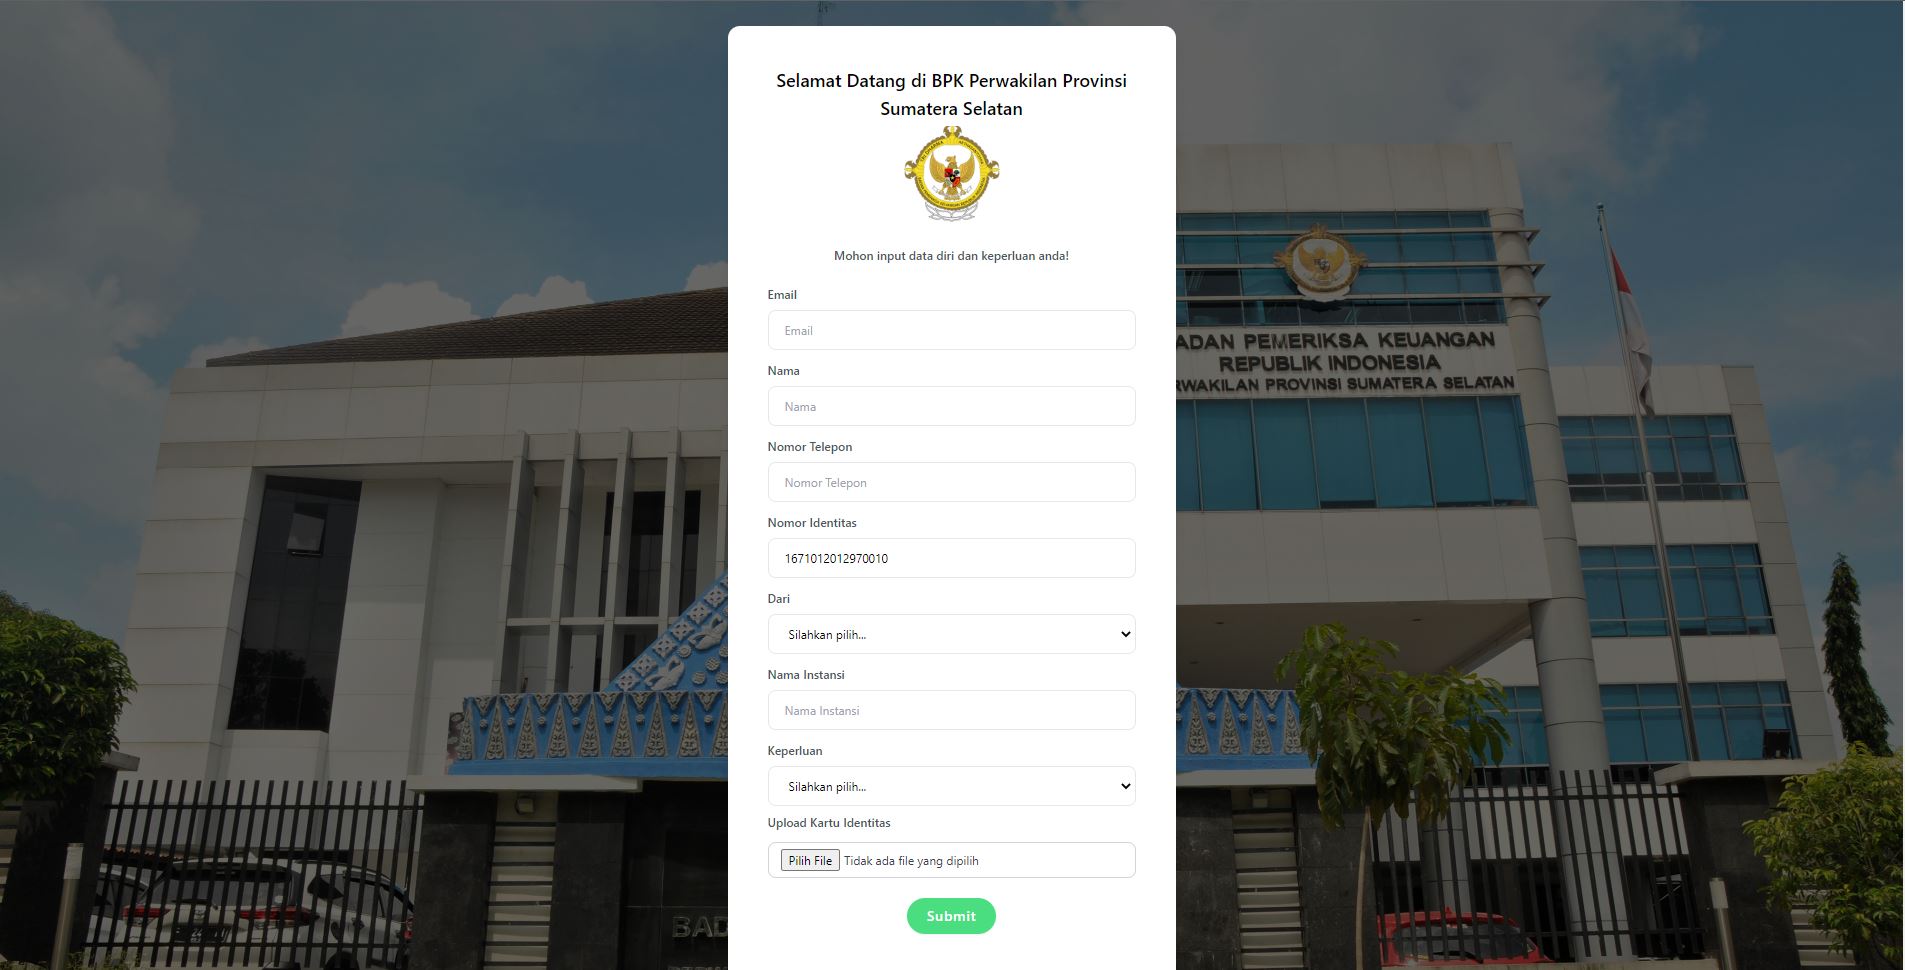 Selamat Datang di BPK Perwakilan Provinsi
Sumatera Selatan
Mohon input data diri dan keperluan anda!
Email
Email
Nama
Nama
Nomor Telepon
Nomor Telepon
Nomor Identitas
1671012012970010
Dari
Silahkan pilih...
Nama Instansi
Nama Instansi
Keperluan
Silahkan pilih...
Upload Kartu Identitas
Pilih File Tidak ada file yang dipilih
Submit
ADAN PEMERIKSA KEUANGAN
REPUBLIK INDONESIA
RWAKILAN PROVINSI SUMATERA SELATAN
BAD